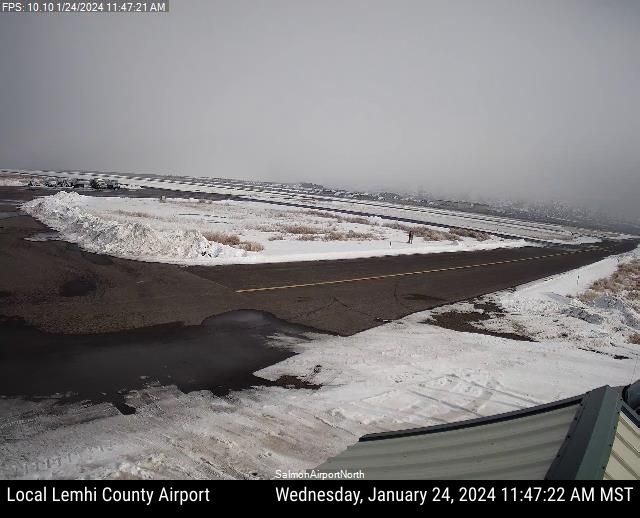 FPS: 10.10 1/24/2024 11:47:21 AM
SalmonAirportNorth
Local Lemhi County Airport Wednesday, January 24, 2024 11:47:22 AM MST